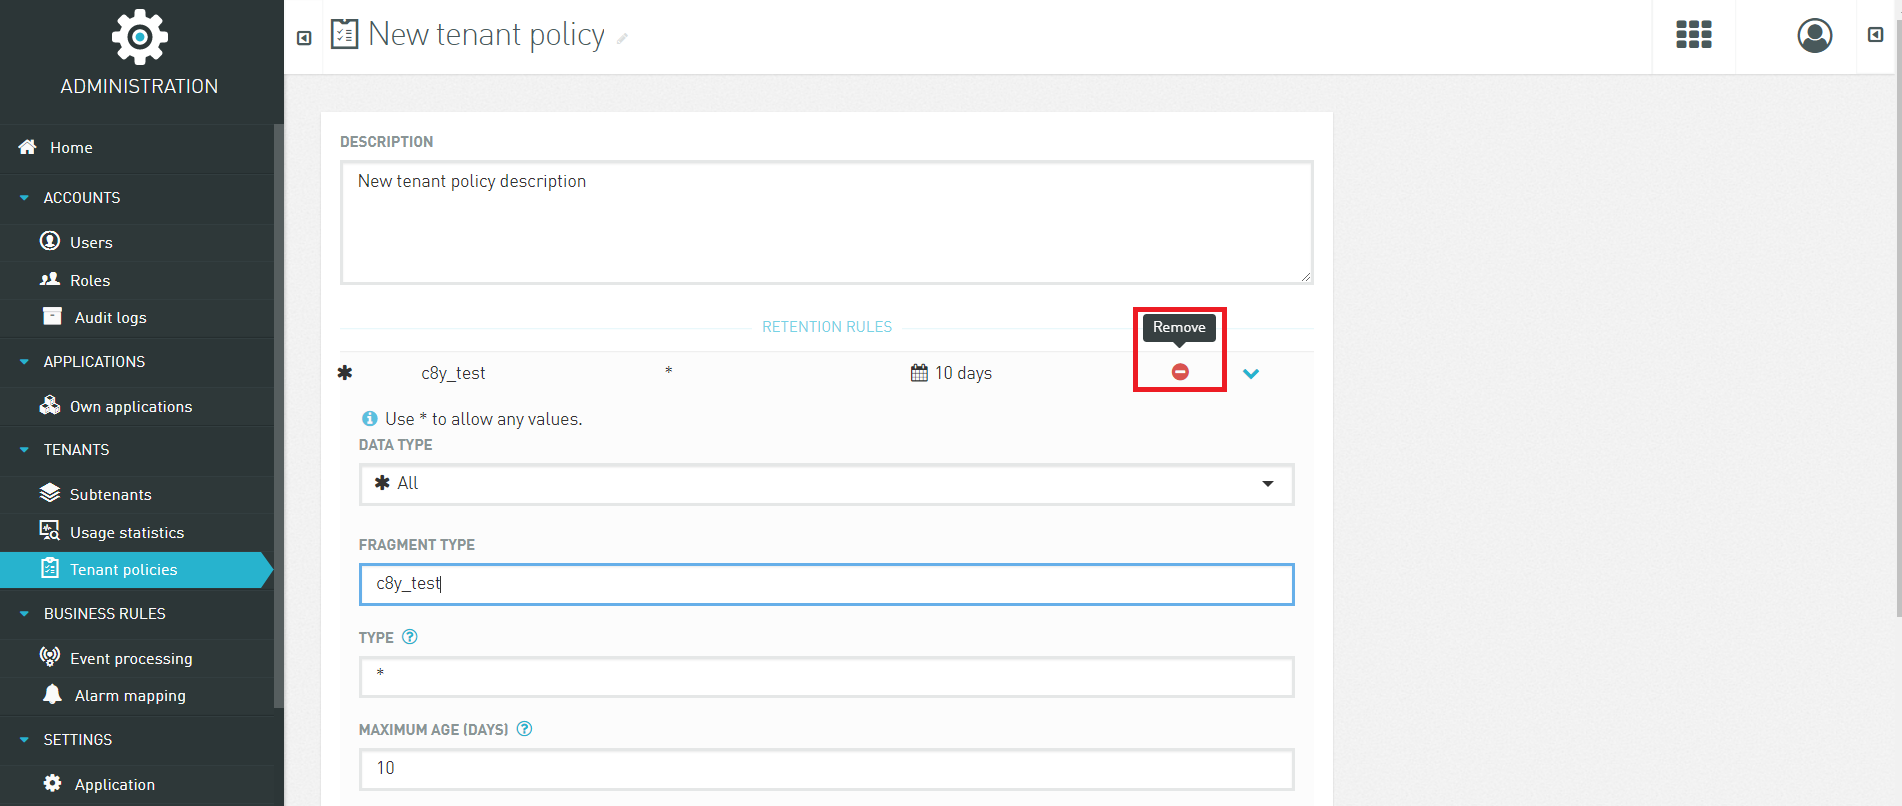 ADMINISTRATION
Home
ACCOUNTS
Users
Roles
Audit logs
APPLICATIONS
Own applications
TENANTS
Subtenants
Usage statistics
Tenant policies
BUSINESS RULES
Event processing
Alarm mapping
SETTINGS
Application
New tenant policy
DESCRIPTION
New tenant policy description
RETENTION RULES
Remove
✱ c8y_test * 10 days
Use * to allow any values.
DATA TYPE
✱ All
FRAGMENT TYPE
c8y_test
TYPE ?
*
MAXIMUM AGE (DAYS) ?
10